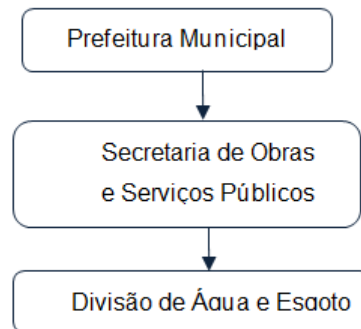 Prefeitura Municipal
Secretaria de Obras
e Serviços Públicos
Divisão de Água e Esgoto